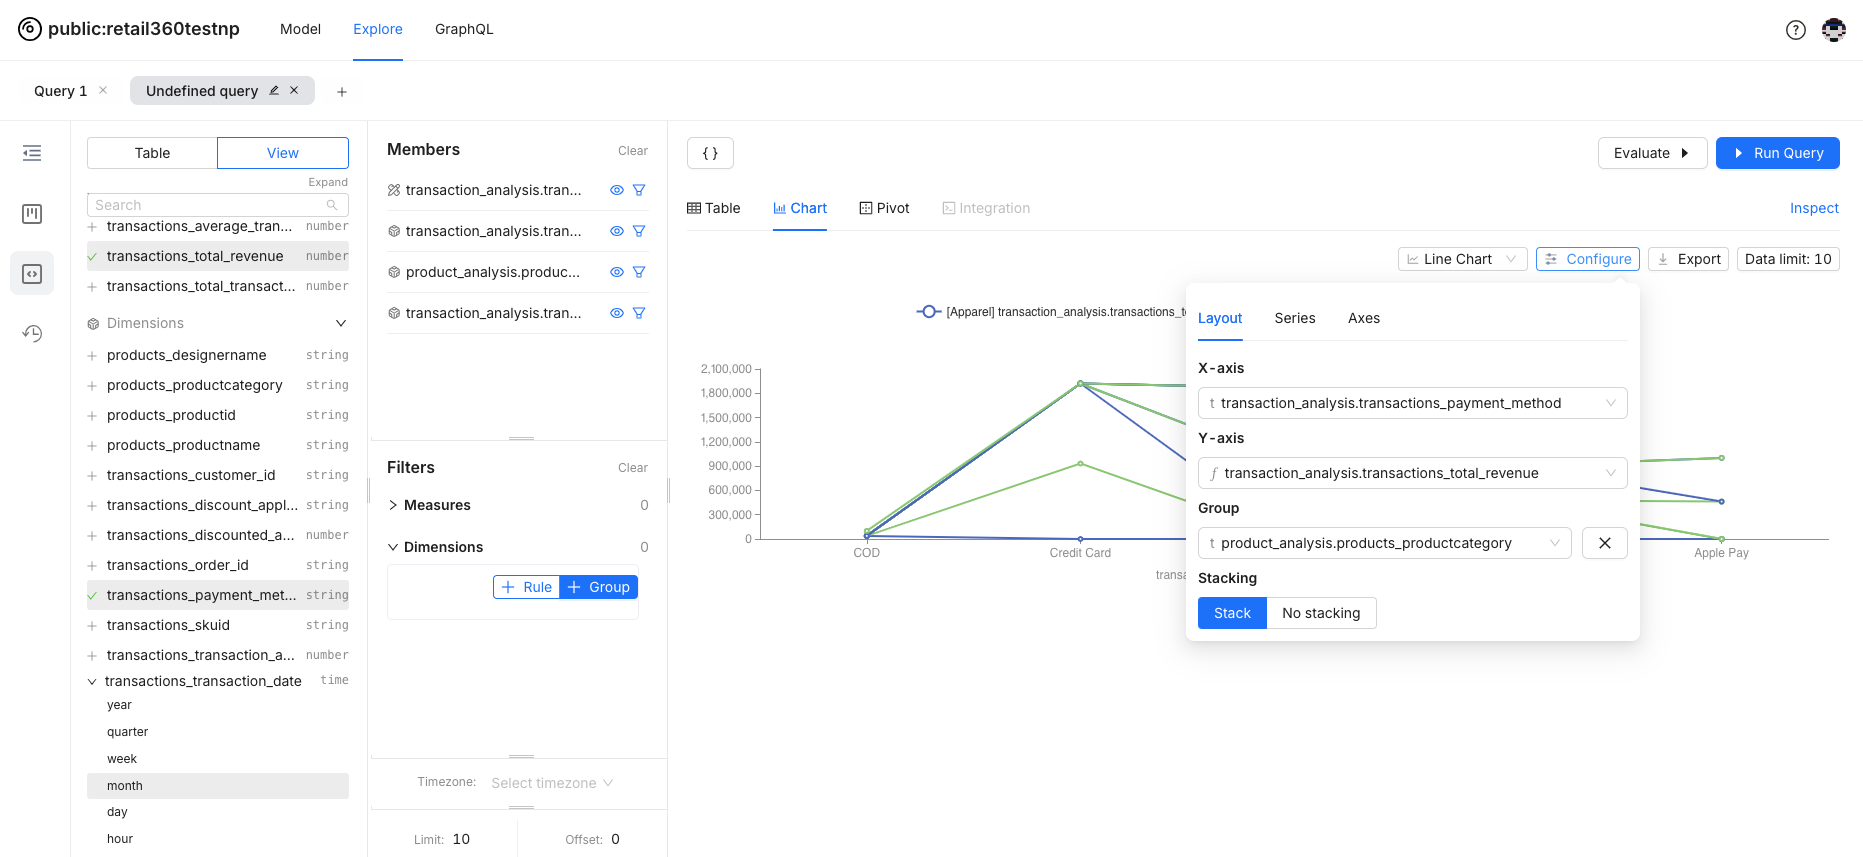 public:retail360testnp
Model
Explore
GraphQL
Query 1
Undefined query
Table
View
Expand
Search
transactions_average_tran... number
transactions_total_revenue number
transactions_total_transact... number
Dimensions
products_designername string
products_productcategory string
products_productid string
products_productname string
transactions_customer_id string
transactions_discount_appl... string
transactions_discounted_a... number
transactions_order_id string
transactions_payment_met... string
transactions_skuid string
transactions_transaction_a... number
transactions_transaction_date time
year
quarter
week
month
day
hour
Members
Clear
transaction_analysis.tran...
transaction_analysis.tran...
product_analysis.produc...
transaction_analysis.tran...
Filters
Clear
Measures 0
Dimensions 0
+ Rule
+ Group
Timezone: Select timezone
Limit: 10
Offset: 0
{ }
Evaluate
Run Query
Table
Chart
Pivot
Integration
Inspect
Line Chart
Configure
Export
Data limit: 10
[Apparel] transaction_analysis.transactions_to
2,100,000
1,800,000
1,500,000
1,200,000
900,000
600,000
300,000
0
COD
Credit Card
Apple Pay
transa
Layout
Series
Axes
X-axis
t transaction_analysis.transactions_payment_method
Y-axis
f transaction_analysis.transactions_total_revenue
Group
t product_analysis.products_productcategory
Stacking
Stack
No stacking